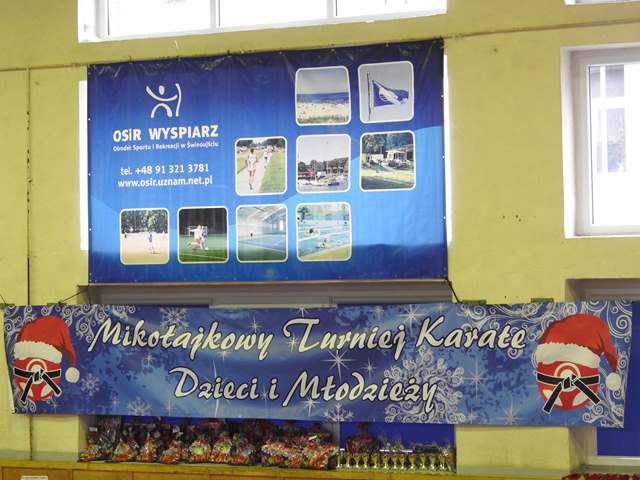 OSiR WYSPIARZ
Ośrodek Sportu i Rekreacji w Świnoujściu
tel. +48 91 321 3781
www.osir.uznam.net.pl
Mikołajkowy Turniej Karate
Dzieci i Młodzieży